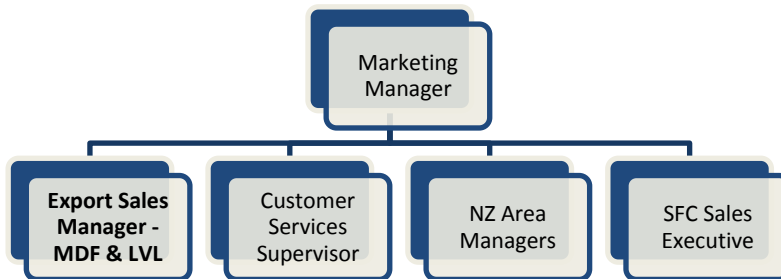 Marketing
Manager
Export Sales
Manager -
MDF & LVL
Customer
Services
Supervisor
NZ Area
Managers
SFC Sales
Executive